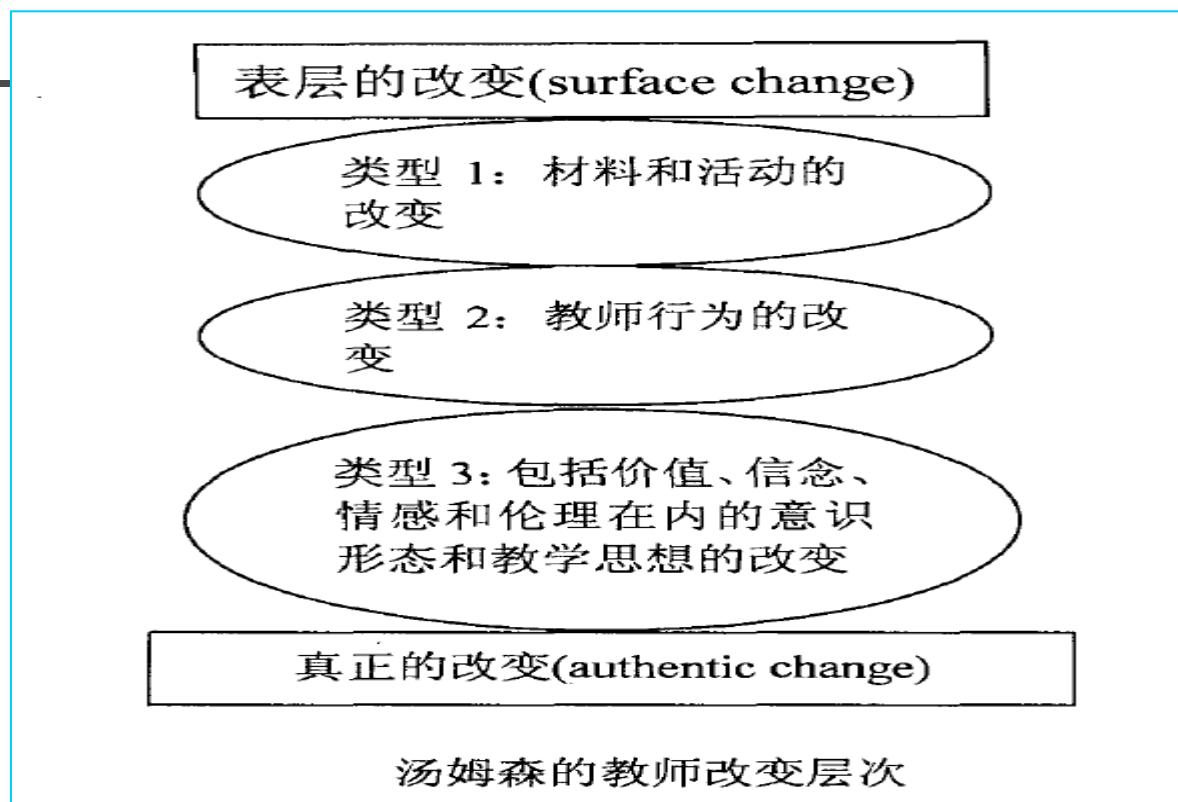 表层的改变(surface change)
类型 1：材料和活动的
改变
类型 2：教师行为的改
变
类型 3：包括价值、信念、
情感和伦理在内的意识
形态和教学思想的改变
真正的改变(authentic change)
汤姆森的教师改变层次